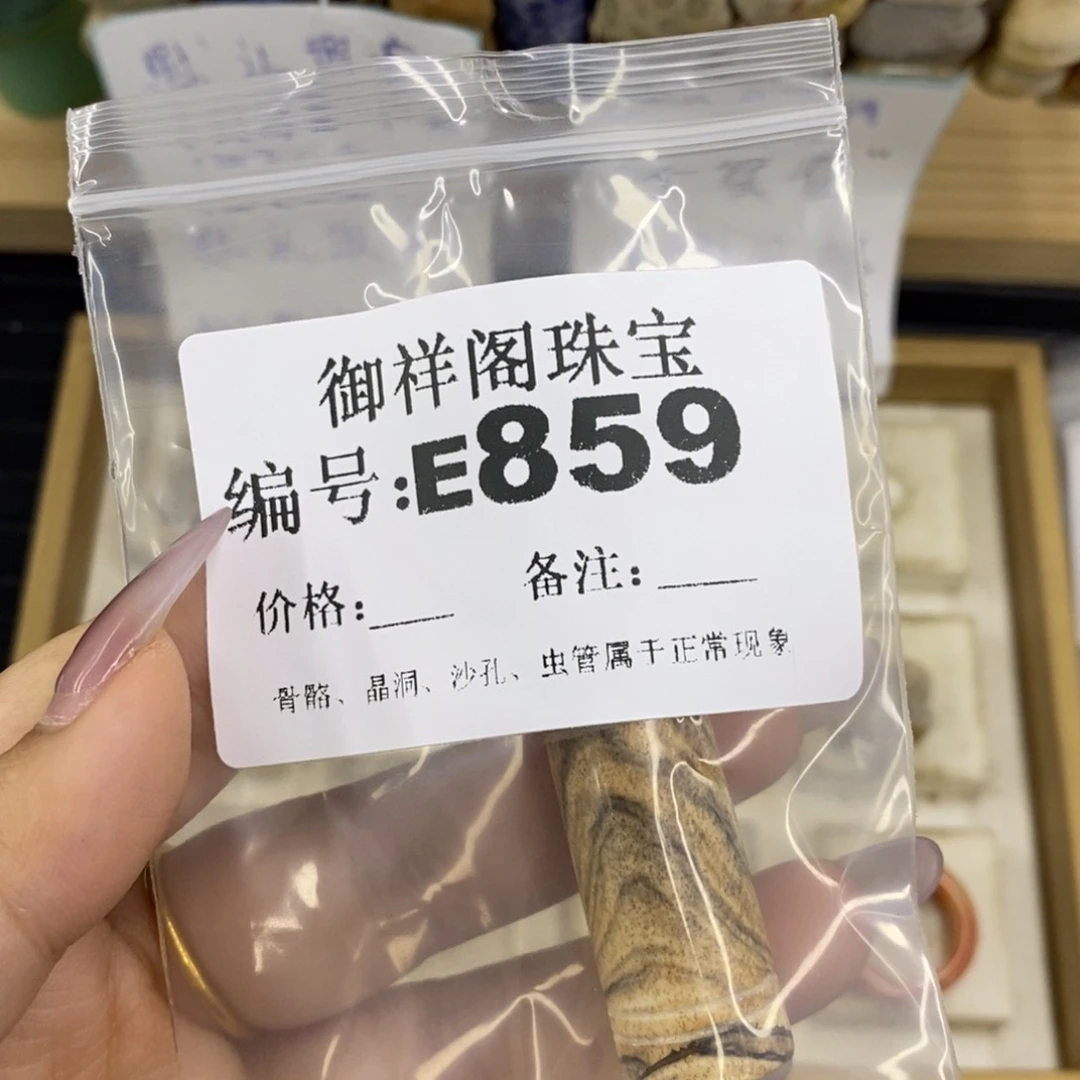 御祥阁珠宝
编号:E859
价格:___ 备注:____
骨骼、晶洞、沙孔、虫管属于正常现象